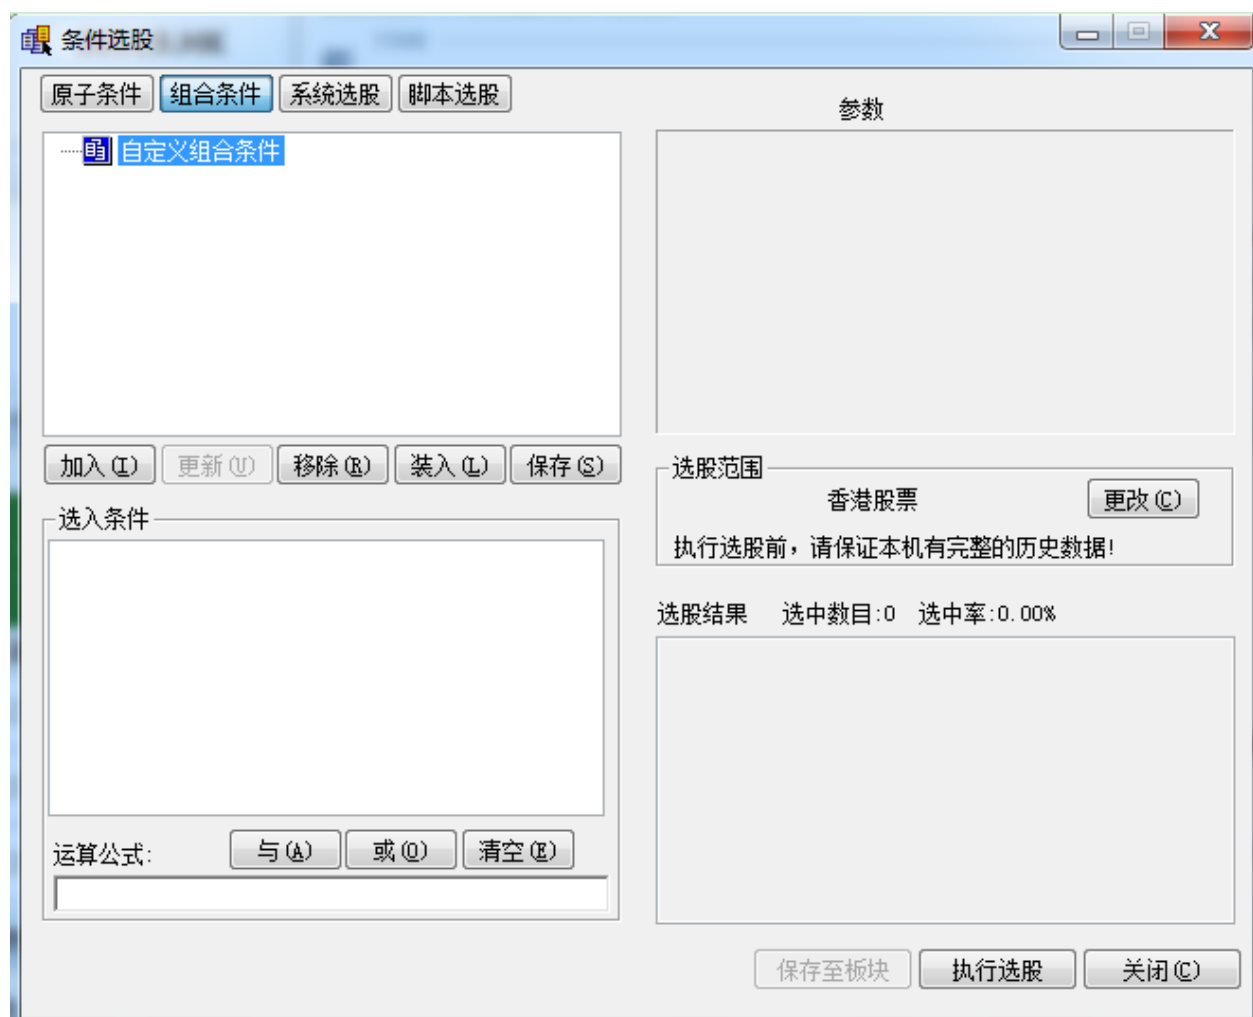 条件选股
原子条件 组合条件 系统选股 脚本选股
参数
自定义组合条件
加入(I) 更新(U) 移除(R) 装入(L) 保存(S)
选股范围
香港股票 更改(C)
执行选股前，请保证本机有完整的历史数据!
选入条件
选股结果 选中数目:0 选中率:0.00%
运算公式: 与(A) 或(O) 清空(E)
保存至板块 执行选股 关闭(C)